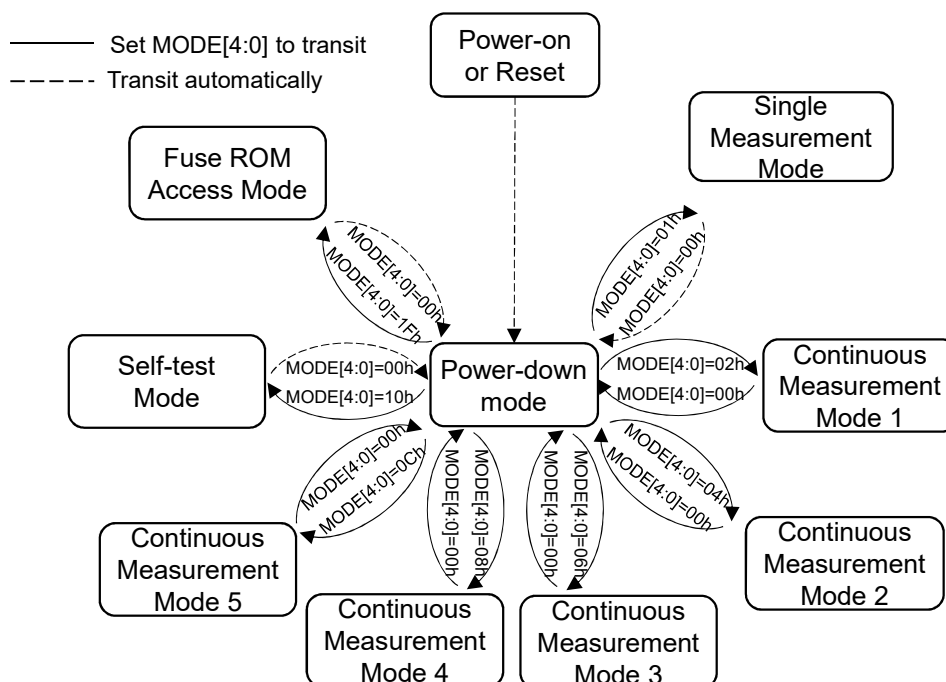 Set MODE[4:0] to transit
Transit automatically
Power-on
or Reset
Single
Measurement
Mode
Fuse ROM
Access Mode
MODE[4:0]=00h
MODE[4:0]=1Fh
MODE[4:0]=01h
MODE[4:0]=00h
Self-test
Mode
MODE[4:0]=00h
MODE[4:0]=10h
Power-down
mode
MODE[4:0]=02h
MODE[4:0]=00h
Continuous
Measurement
Mode 1
MODE[4:0]=00h
MODE[4:0]=0Ch
MODE[4:0]=00h
MODE[4:0]=08h
MODE[4:0]=00h
MODE[4:0]=06h
MODE[4:0]=04h
MODE[4:0]=00h
Continuous
Measurement
Mode 5
Continuous
Measurement
Mode 4
Continuous
Measurement
Mode 3
Continuous
Measurement
Mode 2